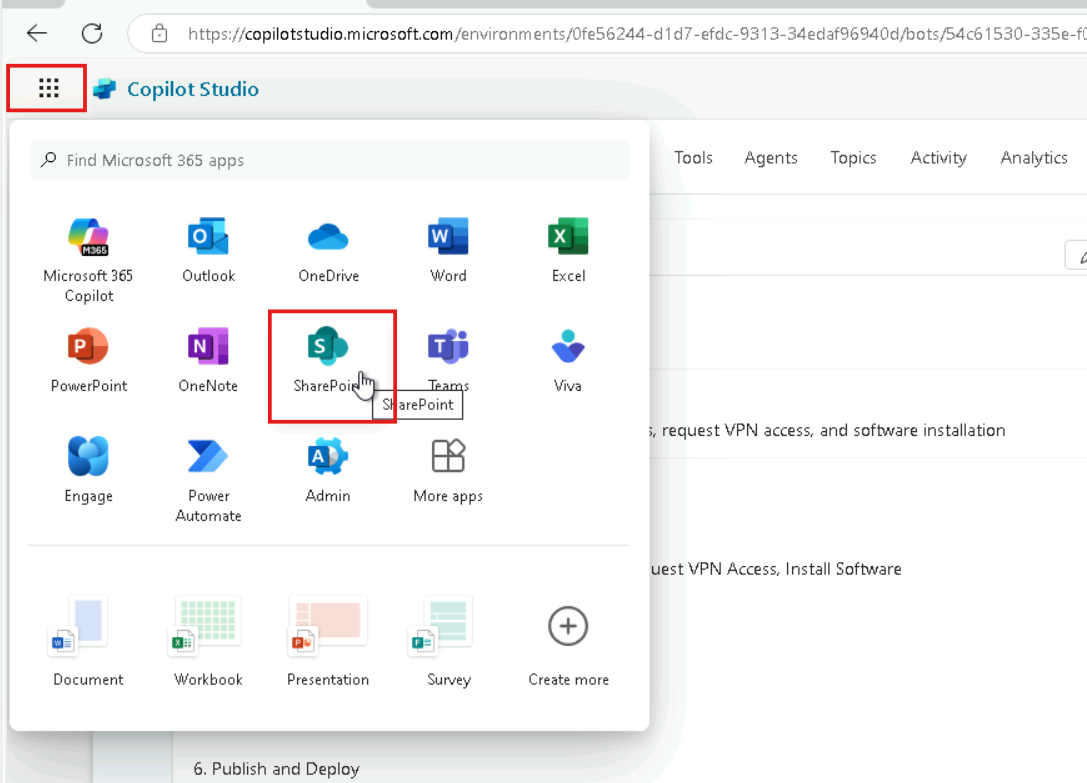 https://copilotstudio.microsoft.com/environments/0fe56244-d1d7-efdc-9313-34edaf96940d/bots/54c61530-335e-f0
Copilot Studio
Find Microsoft 365 apps
Tools Agents Topics Activity Analytics
M365
Microsoft 365
Copilot
Outlook
OneDrive
Word
Excel
PowerPoint
OneNote
SharePoint
Teams
Viva
SharePoint
s, request VPN access, and software installation
Engage
Power
Automate
Admin
More apps
uest VPN Access, Install Software
Document
Workbook
Presentation
Survey
Create more
6. Publish and Deploy